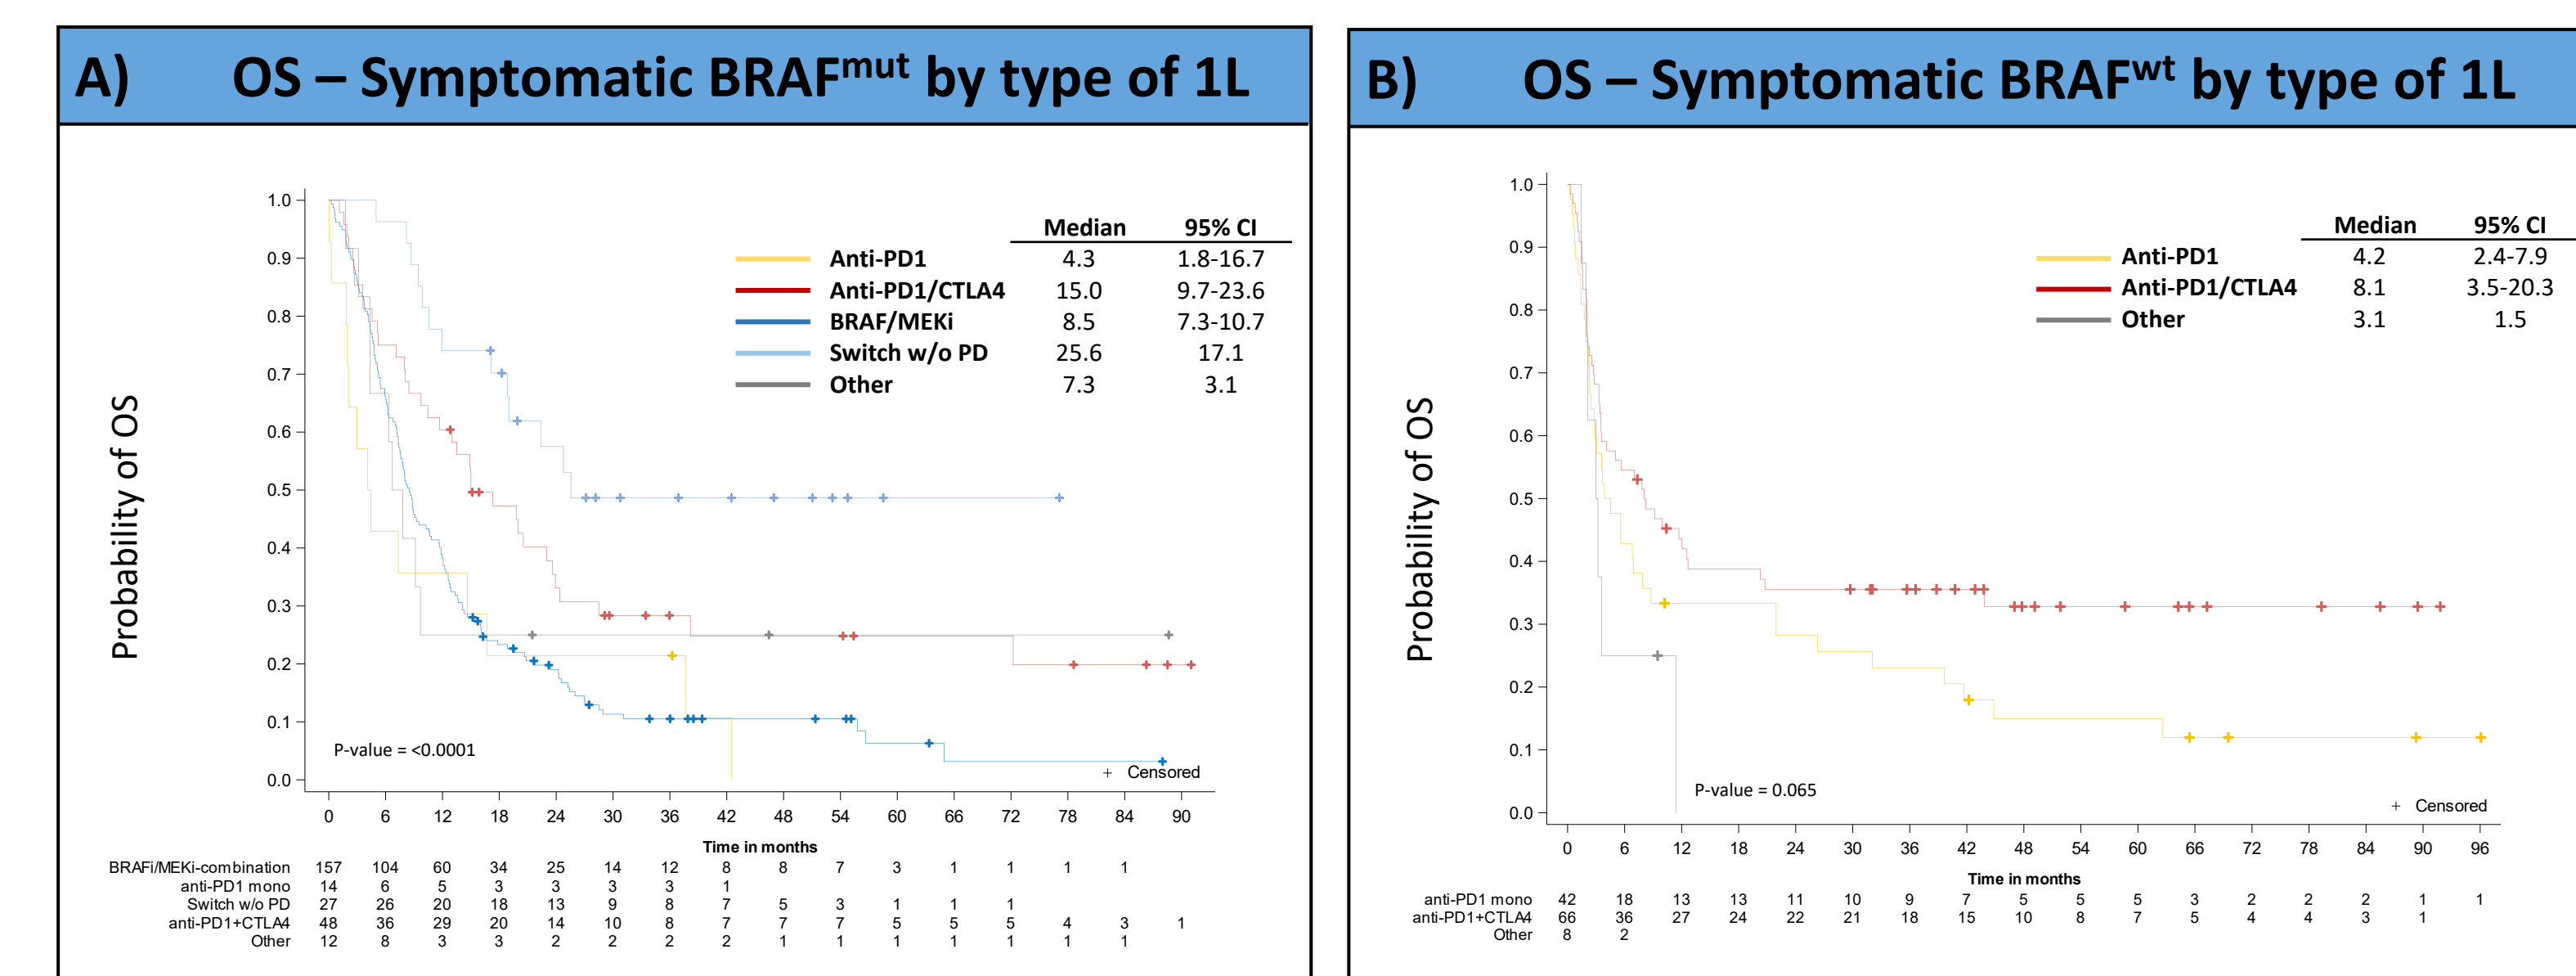 A) OS – Symptomatic BRAFmut by type of 1L
Median 95% CI
Anti-PD1 4.3 1.8-16.7
Anti-PD1/CTLA4 15.0 9.7-23.6
BRAF/MEKi 8.5 7.3-10.7
Switch w/o PD 25.6 17.1
Other 7.3 3.1
Probability of OS
1.0
0.9
0.8
0.7
0.6
0.5
0.4
0.3
0.2
0.1
0.0
P-value = <0.0001
+ Censored
0 6 12 18 24 30 36 42 48 54 60 66 72 78 84 90
Time in months
BRAFi/MEKi-combination 157 104 60 34 25 14 12 8 8 7 3 1 1 1 1
anti-PD1 mono 14 6 5 3 3 3 3 1
Switch w/o PD 27 26 20 18 13 9 8 7 5 3 1 1 1
anti-PD1+CTLA4 48 36 29 20 14 10 8 7 7 7 5 5 5 4 3 1
Other 12 8 3 3 2 2 2 2 1 1 1 1 1 1 1
B) OS – Symptomatic BRAFwt by type of 1L
Median 95% CI
Anti-PD1 4.2 2.4-7.9
Anti-PD1/CTLA4 8.1 3.5-20.3
Other 3.1 1.5
Probability of OS
1.0
0.9
0.8
0.7
0.6
0.5
0.4
0.3
0.2
0.1
0.0
P-value = 0.065
+ Censored
0 6 12 18 24 30 36 42 48 54 60 66 72 78 84 90 96
Time in months
anti-PD1 mono 42 18 13 13 11 10 9 7 5 5 5 3 2 2 2 1 1
anti-PD1+CTLA4 66 36 27 24 22 21 18 15 10 8 7 5 4 4 3 1
Other 8 2